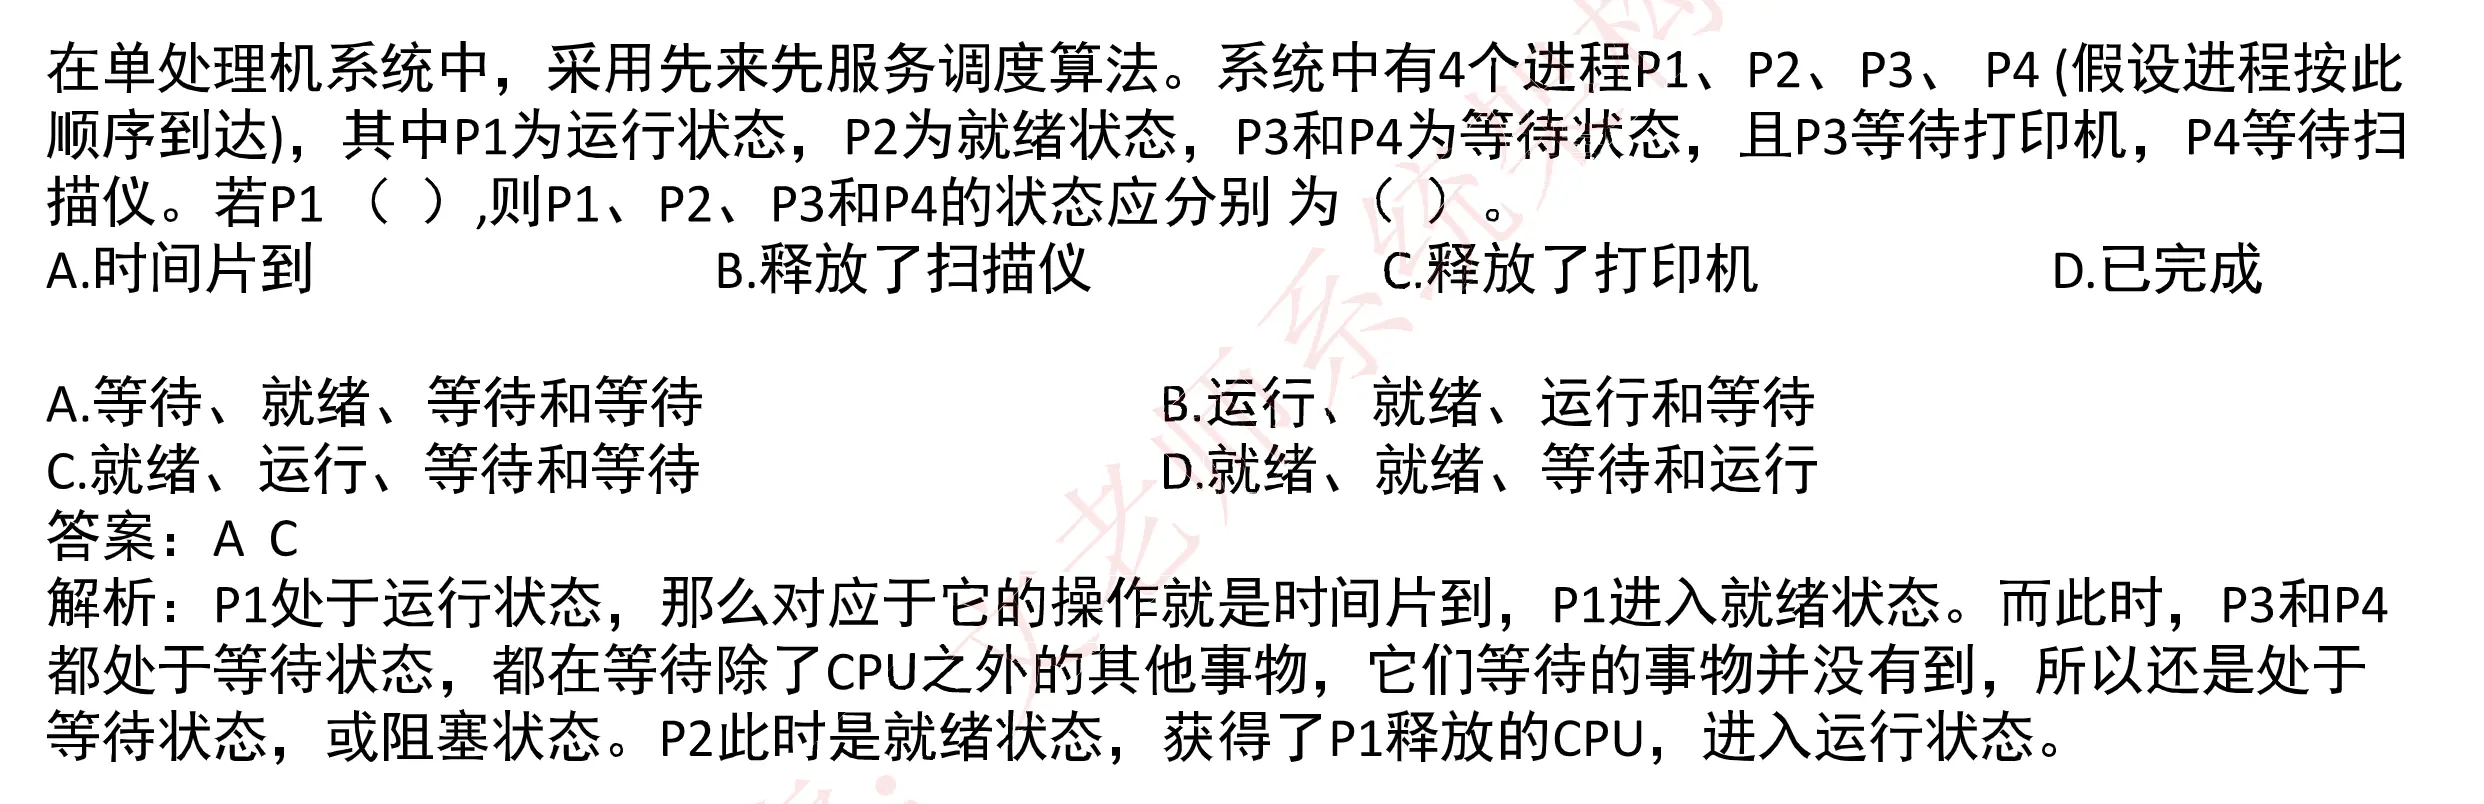 在单处理机系统中，采用先来先服务调度算法。系统中有4个进程P1、P2、P3、 P4 (假设进程按此
顺序到达)，其中P1为运行状态，P2为就绪状态，P3和P4为等待状态，且P3等待打印机，P4等待扫
描仪。若P1 （ ）,则P1、P2、P3和P4的状态应分别 为（ ）。
A.时间片到 B.释放了扫描仪 C.释放了打印机 D.已完成
A.等待、就绪、等待和等待 B.运行、就绪、运行和等待
C.就绪、运行、等待和等待 D.就绪、就绪、等待和运行
答案：A C
解析：P1处于运行状态，那么对应于它的操作就是时间片到，P1进入就绪状态。而此时，P3和P4
都处于等待状态，都在等待除了CPU之外的其他事物，它们等待的事物并没有到，所以还是处于
等待状态，或阻塞状态。P2此时是就绪状态，获得了P1释放的CPU，进入运行状态。
文老师系统架构